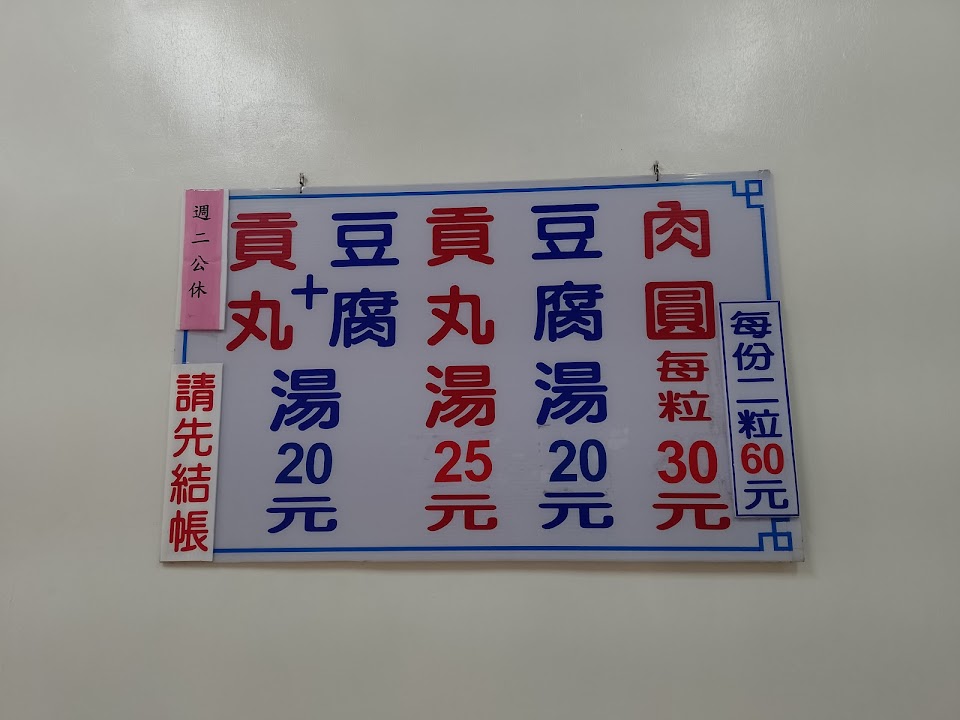 每份二粒60元
肉圓每粒30元
豆腐湯20元
貢丸湯25元
豆腐+貢丸湯20元
週二公休
請先結帳